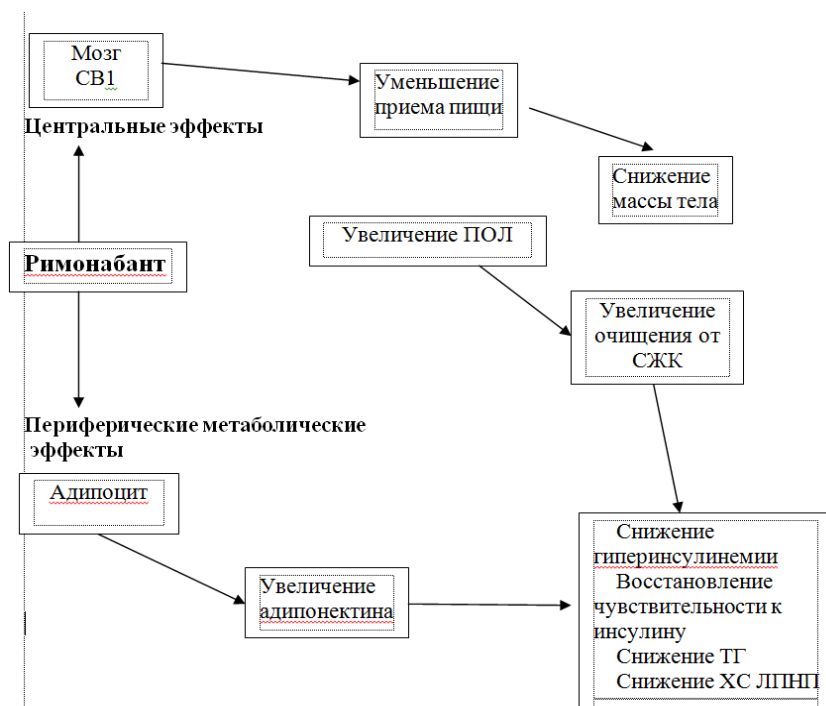 Мозг
СВ1
Центральные эффекты
Уменьшение
приема пищи
Снижение
массы тела
Увеличение ПОЛ
Римонабант
Увеличение
очищения от
СЖК
Периферические метаболические
эффекты
Адипоцит
Увеличение
адипонектина
Снижение
гиперинсулинемии
Восстановление
чувствительности к
инсулину
Снижение ТГ
Снижение ХС ЛПНП